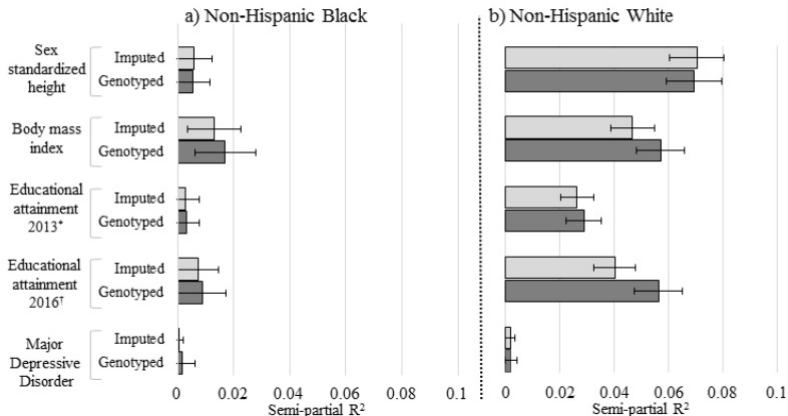 a) Non-Hispanic Black
b) Non-Hispanic White
Sex
standardized
height
Imputed
Genotyped
Body mass
index
Imputed
Genotyped
Educational
attainment
2013*
Imputed
Genotyped
Educational
attainment
2016†
Imputed
Genotyped
Major
Depressive
Disorder
Imputed
Genotyped
0 0.02 0.04 0.06 0.08 0.1
Semi-partial R²
0 0.02 0.04 0.06 0.08 0.1
Semi-partial R²